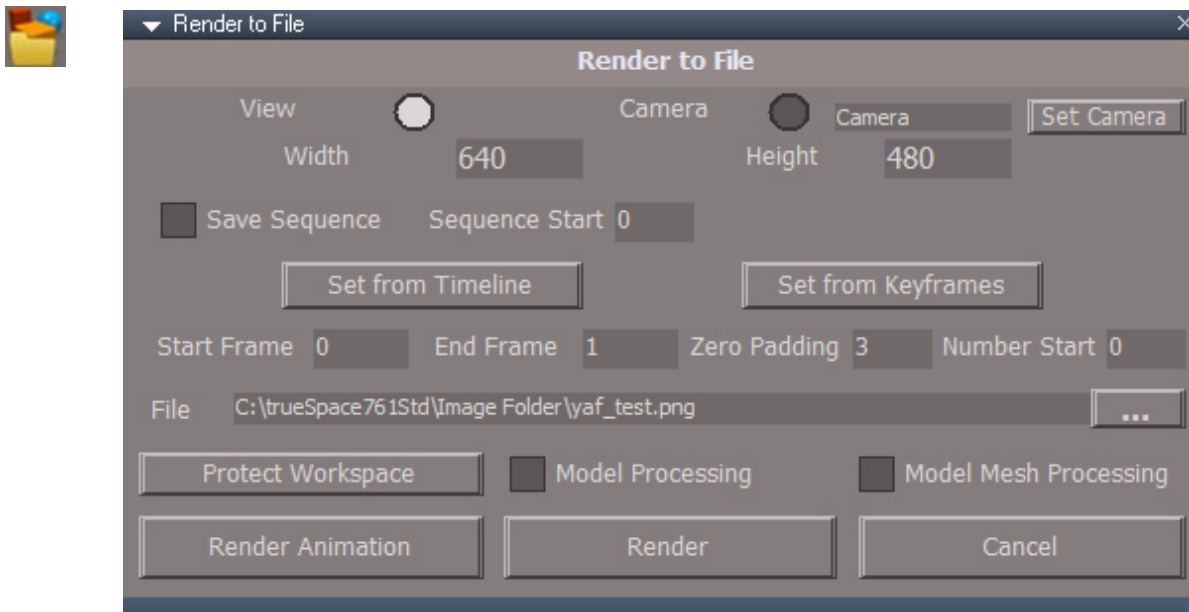 Render to File
Render to File
View Camera Camera Set Camera
Width 640 Height 480
Save Sequence Sequence Start 0
Set from Timeline Set from Keyframes
Start Frame 0 End Frame 1 Zero Padding 3 Number Start 0
File C:\trueSpace761Std\Image Folder\yaf_test.png ...
Protect Workspace Model Processing Model Mesh Processing
Render Animation Render Cancel